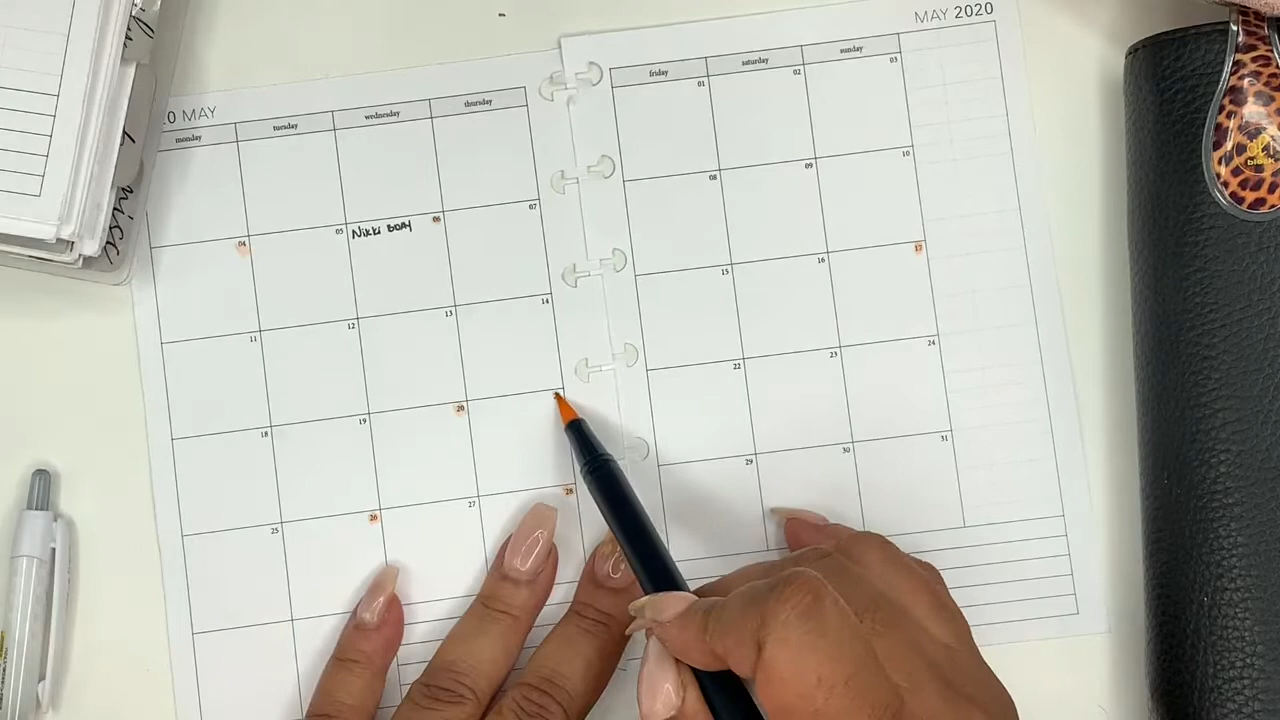 MAY 2020
0 MAY
monday tuesday wednesday thursday
friday saturday sunday
01 02 03
04 05 Nikki BDAY 06 07
08 09 10
11 12 13 14
15 16 17
18 19 20
22 23 24
25 26 27 28
29 30 31
misc